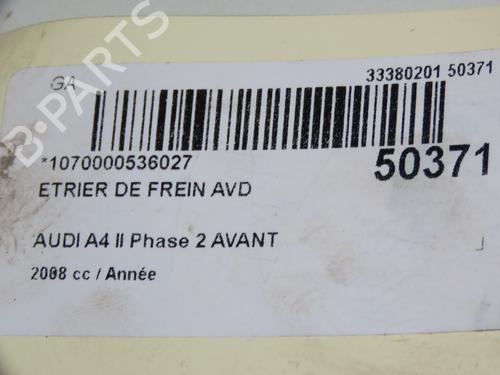 B-PARTS
GA
33380201 50371
*1070000536027
50371
ETRIER DE FREIN AVD
AUDI A4 II Phase 2 AVANT
2008 cc / Année